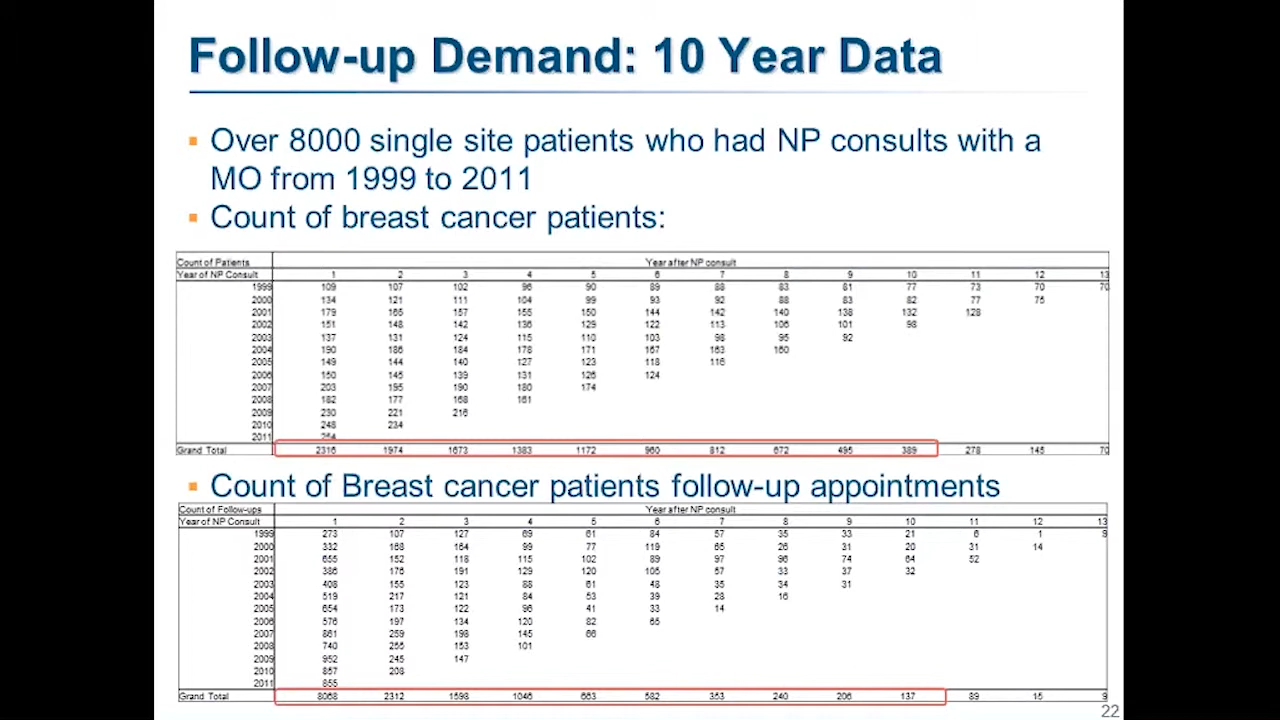 Follow-up Demand: 10 Year Data
▪ Over 8000 single site patients who had NP consults with a
MO from 1999 to 2011
▪ Count of breast cancer patients:
Count of Patients Year after NP consult
Year of NP Consult 1 2 3 4 5 6 7 8 9 10 11 12 13
1999 109 107 102 96 90 89 88 83 81 77 73 70 70
2000 134 121 111 104 99 93 92 88 83 82 77 75
2001 179 165 157 155 150 144 142 140 138 132 128
2002 151 148 142 136 129 122 113 106 101 98
2003 137 131 124 115 110 103 98 95 92
2004 190 186 184 178 171 167 163 160
2005 149 144 140 127 123 118 116
2006 150 145 139 131 126 124
2007 203 195 190 180 174
2008 182 177 168 161
2009 230 221 216
2010 248 234
2011 254
Grand Total 2316 1974 1673 1383 1172 960 812 672 495 389 278 145 70
▪ Count of Breast cancer patients follow-up appointments
Count of Follow-ups Year after NP consult
Year of NP Consult 1 2 3 4 5 6 7 8 9 10 11 12 13
1999 273 107 127 69 61 84 57 35 33 21 6 1 9
2000 332 168 164 99 77 119 65 26 31 20 31 14
2001 655 152 118 115 102 89 97 96 74 64 52
2002 386 176 191 129 120 105 57 33 37 32
2003 408 155 123 88 61 48 35 34 31
2004 519 217 121 84 53 39 28 16
2005 654 173 122 96 41 33 14
2006 576 197 134 120 82 65
2007 861 259 198 145 66
2008 740 255 153 101
2009 952 245 147
2010 857 208
2011 855
Grand Total 8068 2312 1598 1046 663 582 353 240 206 137 89 15 9
22